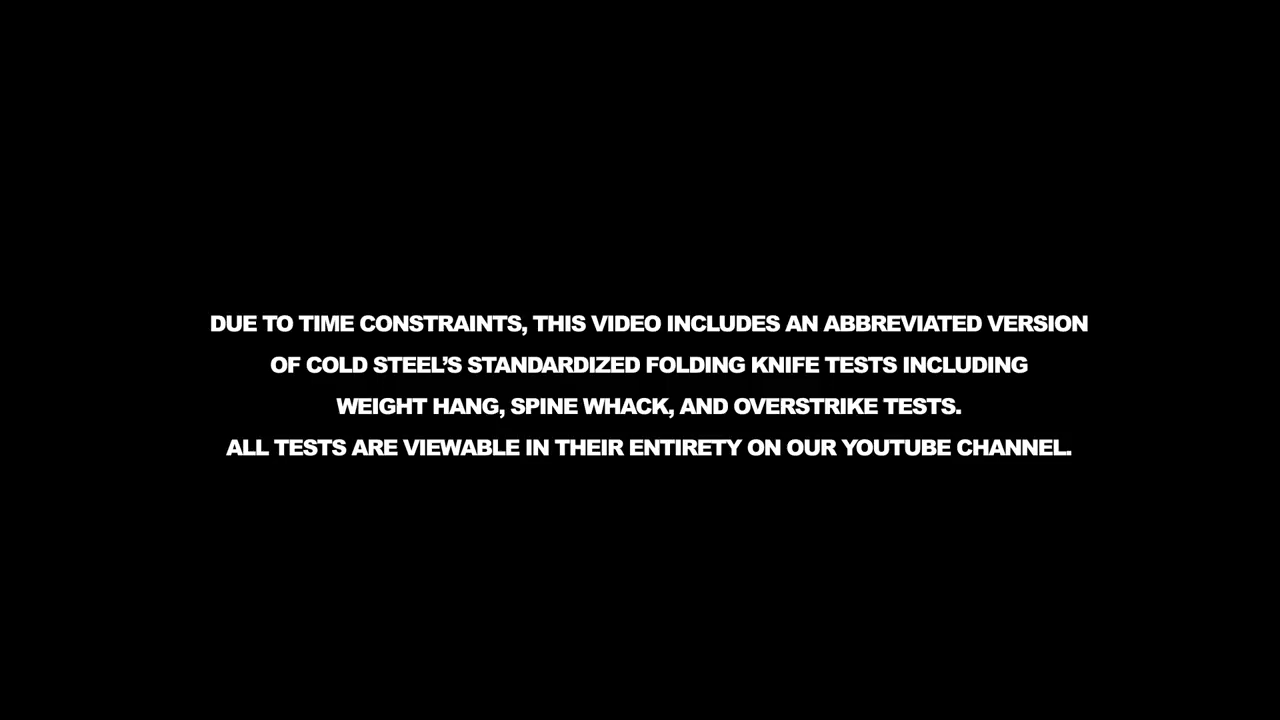 DUE TO TIME CONSTRAINTS, THIS VIDEO INCLUDES AN ABBREVIATED VERSION
OF COLD STEEL’S STANDARDIZED FOLDING KNIFE TESTS INCLUDING
WEIGHT HANG, SPINE WHACK, AND OVERSTRIKE TESTS.
ALL TESTS ARE VIEWABLE IN THEIR ENTIRETY ON OUR YOUTUBE CHANNEL.